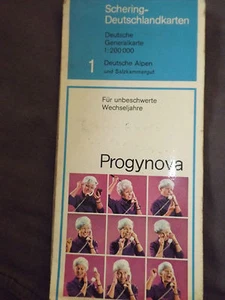 Schering-
Deutschlandkarten
Deutsche
Generalkarte
1:200 000
1 Deutsche Alpen
und Salzkammergut
Für unbeschwerte
Wechseljahre
Progynova